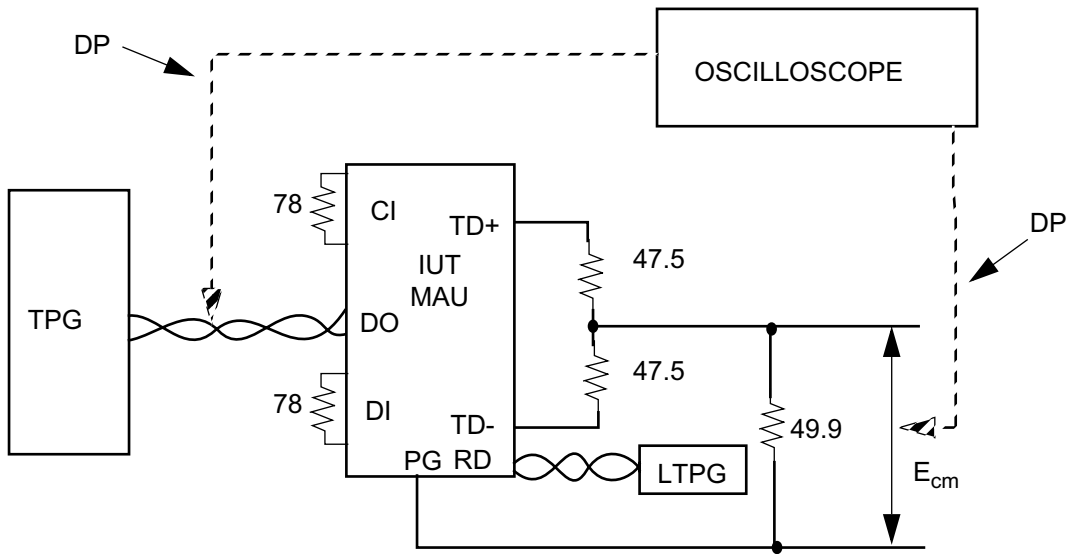 DP
OSCILLOSCOPE
78
CI
TD+
47.5
DP
IUT
MAU
TPG
DO
47.5
78
DI
TD-
49.9
PG
RD
LTPG
Ecm